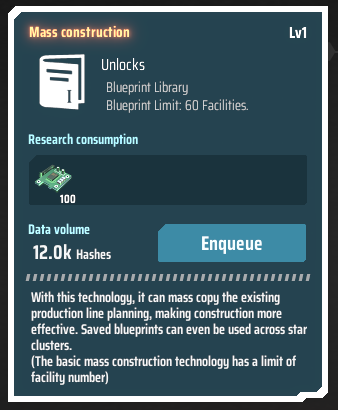 Mass construction Lv1
Unlocks
Blueprint Library
Blueprint Limit: 60 Facilities.
I
Research consumption
100
Data volume
12.0k Hashes
Enqueue
With this technology, it can mass copy the existing
production line planning, making construction more
effective. Saved blueprints can even be used across star
clusters.
(The basic mass construction technology has a limit of
facility number)